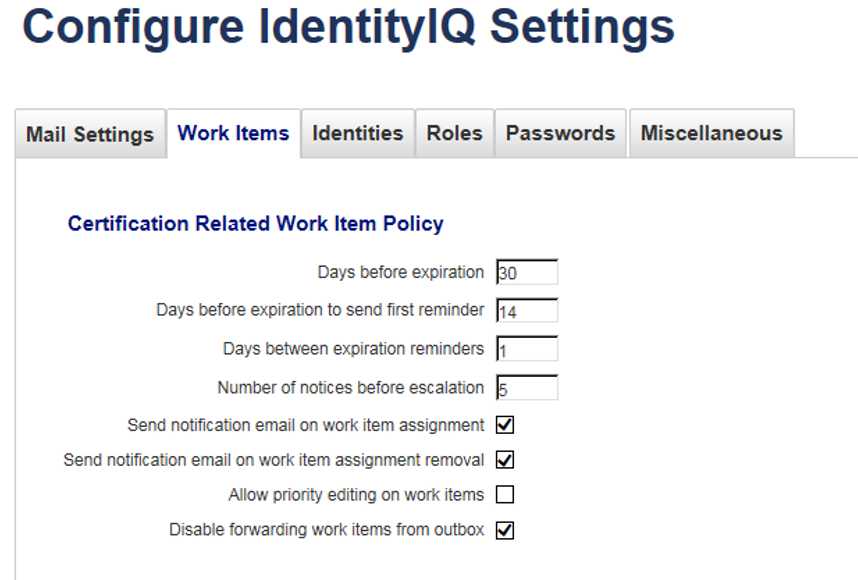 Configure IdentityIQ Settings
Mail Settings Work Items Identities Roles Passwords Miscellaneous
Certification Related Work Item Policy
Days before expiration 30
Days before expiration to send first reminder 14
Days between expiration reminders 1
Number of notices before escalation 5
Send notification email on work item assignment
Send notification email on work item assignment removal
Allow priority editing on work items
Disable forwarding work items from outbox